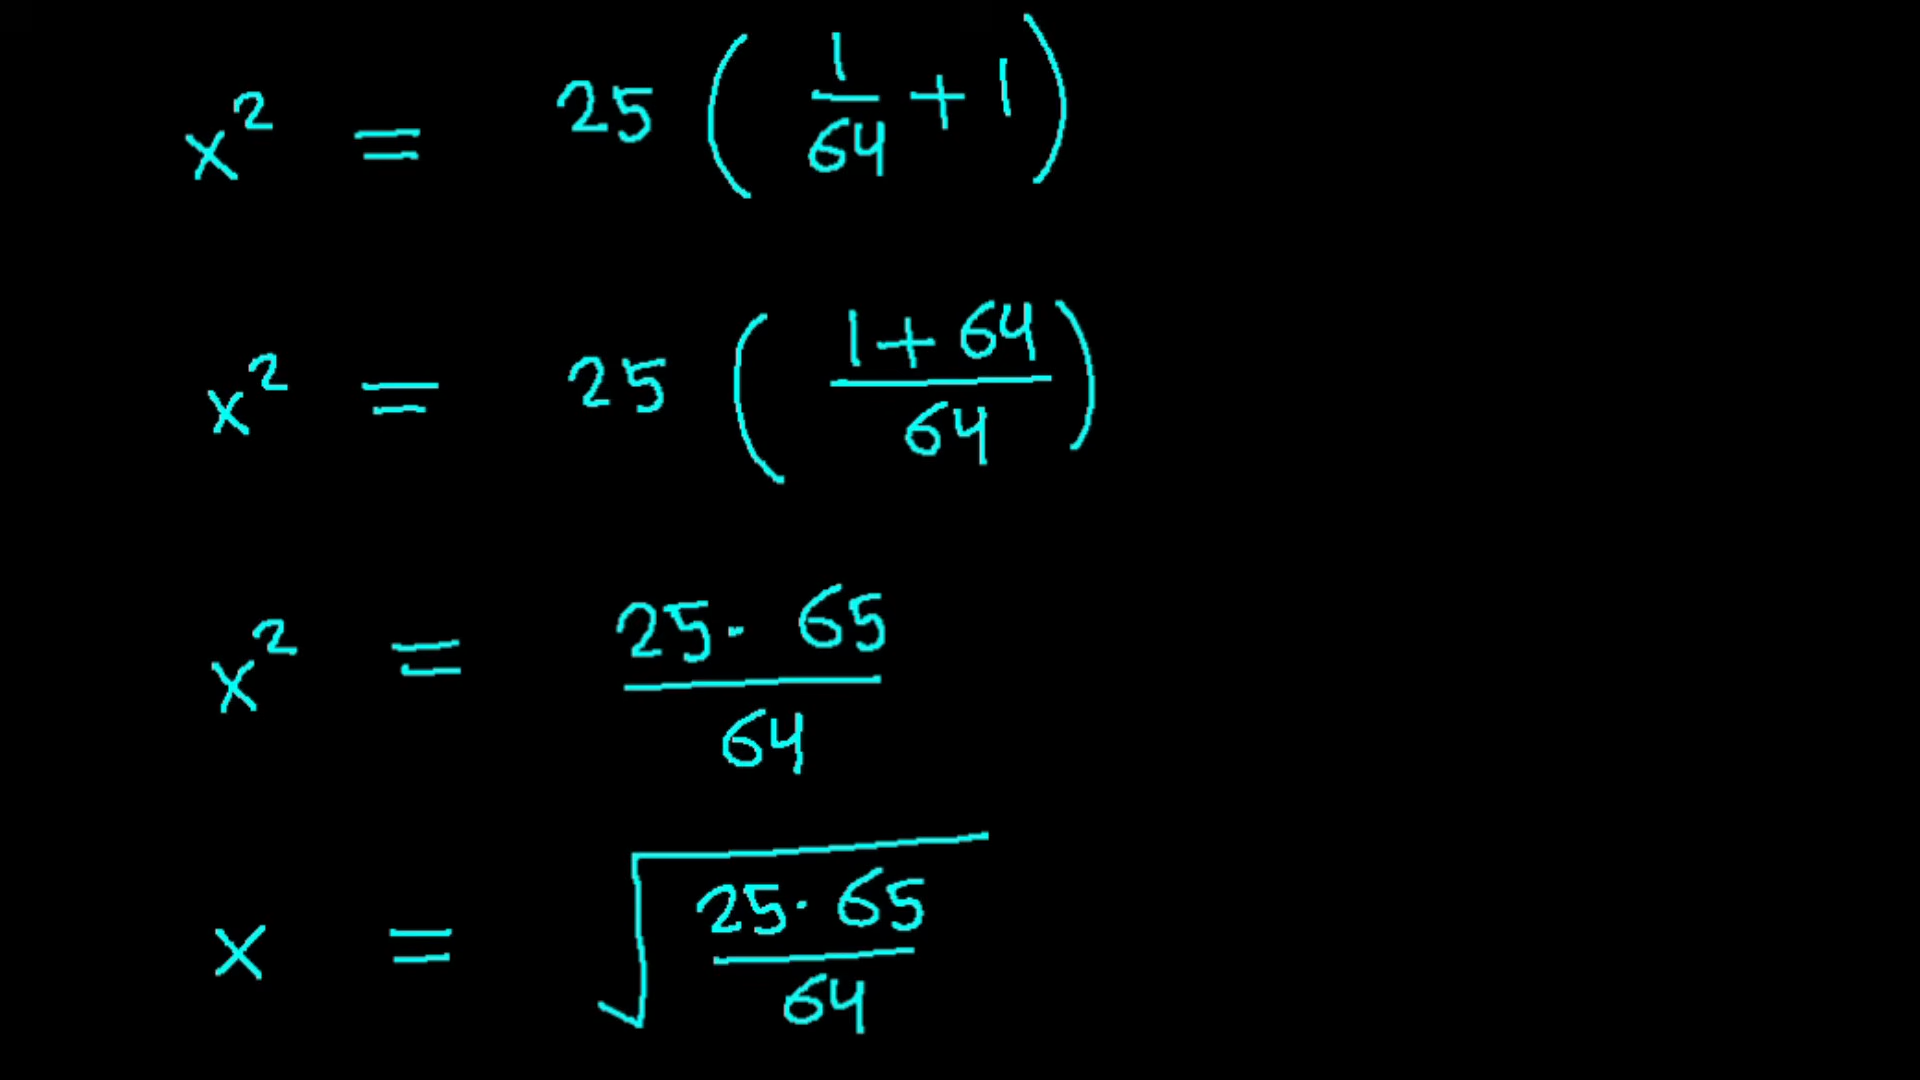 x² = 25 ( 1/64 + 1 )
x² = 25 ( (1 + 64)/64 )
x² = (25 · 65)/64
x = √((25 · 65)/64)